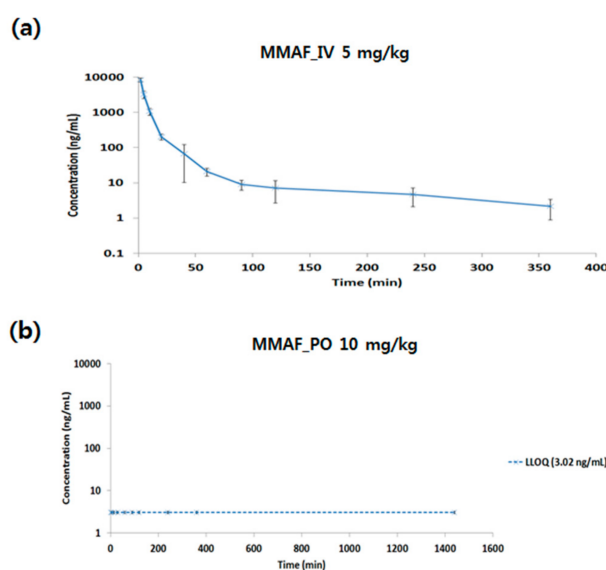 (a)
MMAF_IV 5 mg/kg
Concentration (ng/mL)
10000
1000
100
10
1
0.1
0 50 100 150 200 250 300 350 400
Time (min)
(b)
MMAF_PO 10 mg/kg
Concentration (ng/mL)
10000
1000
100
10
1
0 200 400 600 800 1000 1200 1400 1600
Time (min)
LLOQ (3.02 ng/mL)